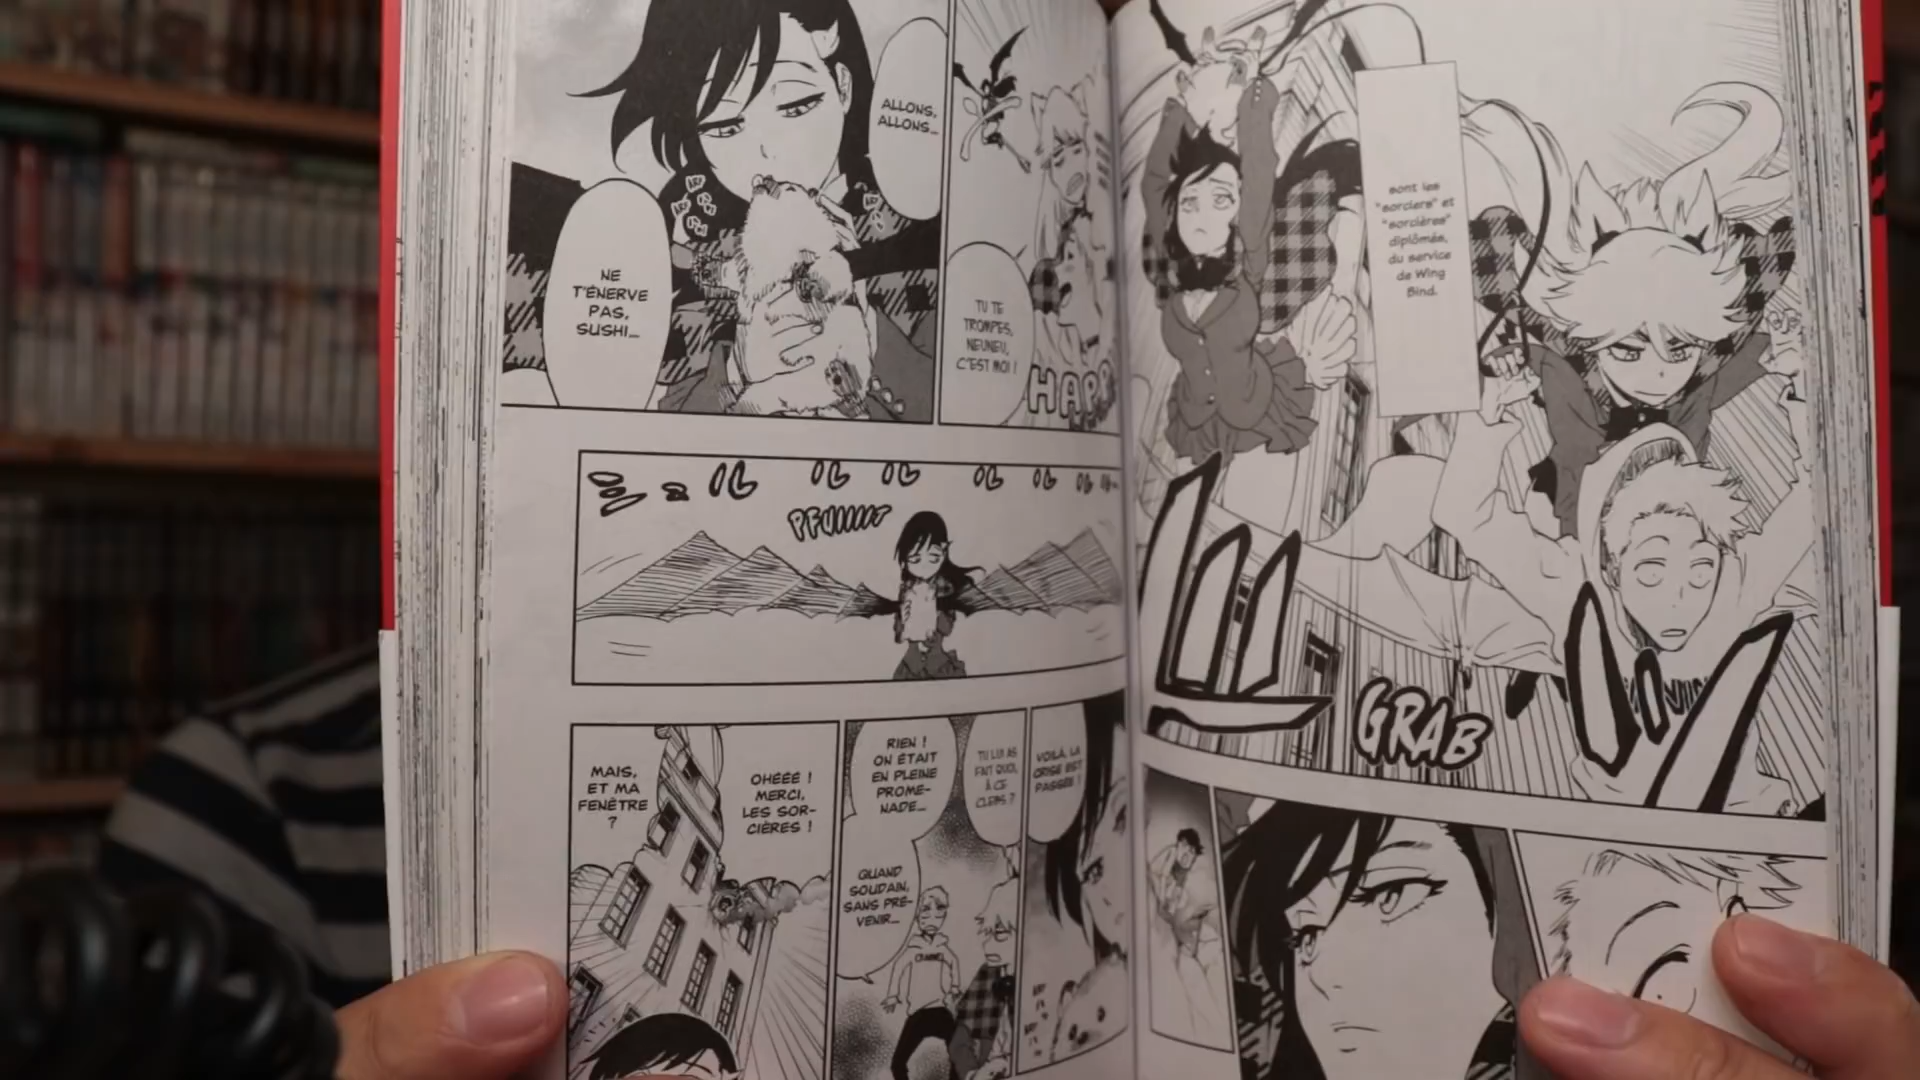 ALLONS,
ALLONS...
NE
T'ÉNERVE
PAS,
SUSHI...
TU TE
TROMPES,
NEUNEU,
C'EST MOI !
HAPP
PFUIIIIIT
MAIS,
ET MA
FENÊTRE
?
OHÉÉÉ !
MERCI,
LES SOR-
CIÈRES !
RIEN !
ON ÉTAIT
EN PLEINE
PROME-
NADE...
QUAND
SOUDAIN,
SANS PRÉ-
VENIR...
TU LUI AS
FAIT QUOI,
À CE
CLEBS ?
VOILÀ, LA
CRISE EST
PASSÉE !
sont les
"sorciers" et
"sorcières"
diplômés,
du service
de Wing
Bind.
GRAB